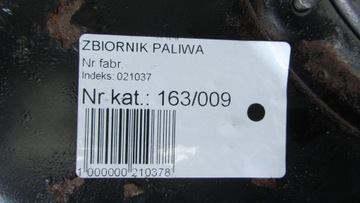 ZBIORNIK PALIWA
Nr fabr.
Indeks: 021037
Nr kat.: 163/009
1 000000 210378